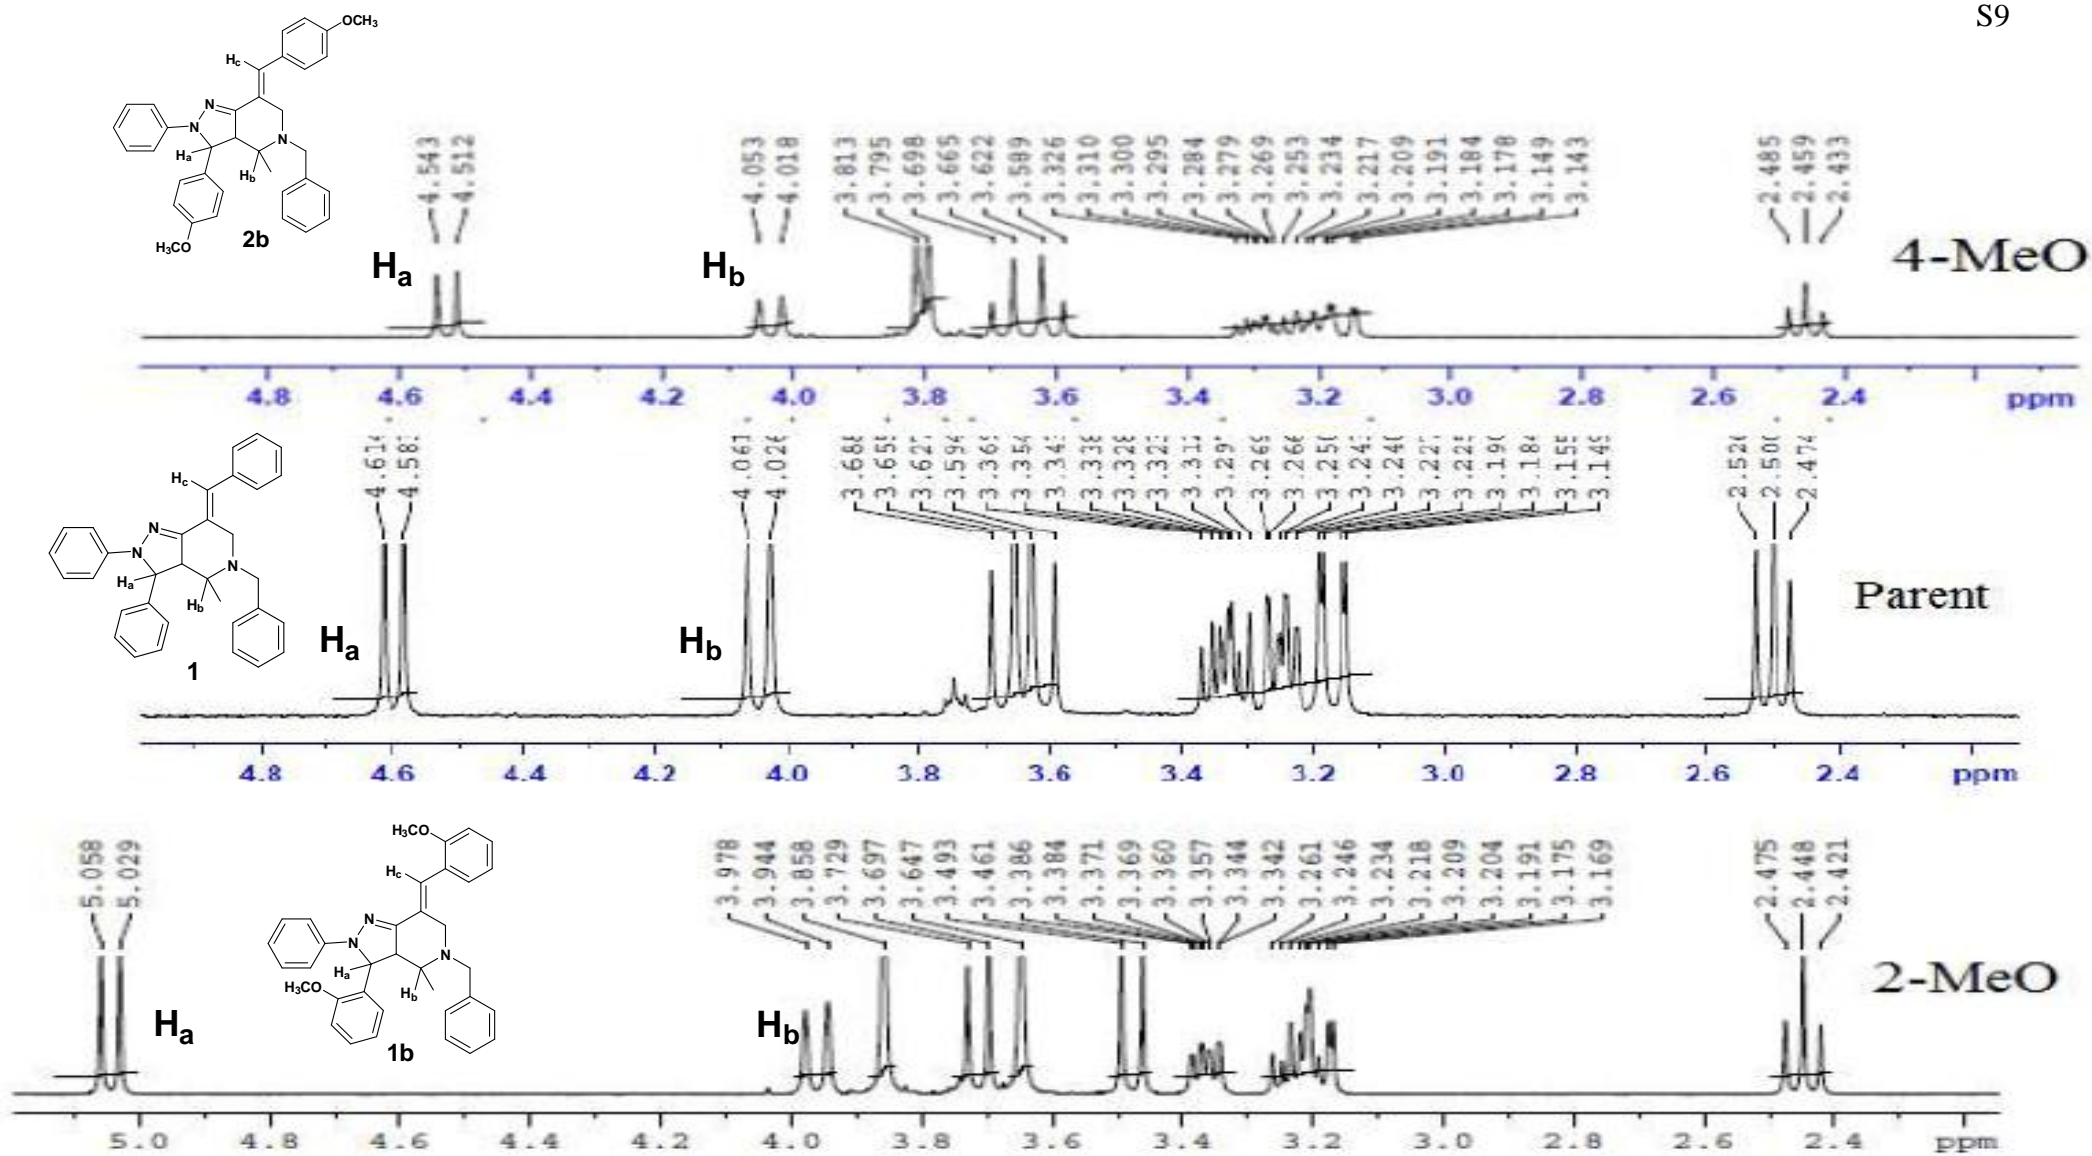 S9
OCH₃
Hc
N
N
N
Ha
Hb
H₃CO
2b
4.543
4.512
4.053
4.018
3.813
3.795
3.698
3.665
3.622
3.589
3.326
3.310
3.300
3.295
3.284
3.279
3.269
3.253
3.234
3.217
3.209
3.191
3.184
3.178
3.149
3.143
2.485
2.459
2.433
Ha
Hb
4-MeO
4.8 4.6 4.4 4.2 4.0 3.8 3.6 3.4 3.2 3.0 2.8 2.6 2.4 ppm
Hc
N
N
N
Ha
Hb
1
4.061
3.155
Ha
Hb
Parent
4.8 4.6 4.4 4.2 4.0 3.8 3.6 3.4 3.2 3.0 2.8 2.6 2.4 ppm
H₃CO
Hc
N
N
N
Ha
Hb
H₃CO
1b
5.058
5.029
3.978
3.944
3.858
3.729
3.697
3.647
3.493
3.461
3.386
3.384
3.371
3.369
3.360
3.357
3.344
3.342
3.261
3.246
3.234
3.218
3.209
3.204
3.191
3.175
3.169
2.475
2.448
2.421
Ha
Hb
2-MeO
5.0 4.8 4.6 4.4 4.2 4.0 3.8 3.6 3.4 3.2 3.0 2.8 2.6 2.4 ppm